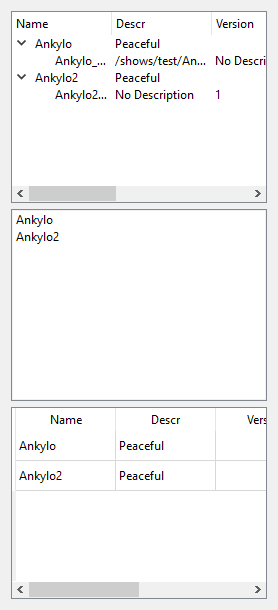 Name Descr Version
Ankylo Peaceful
Ankylo_... /shows/test/An... No Descri
Ankylo2 Peaceful
Ankylo2... No Description 1
Ankylo
Ankylo2
Name Descr Vers
Ankylo Peaceful
Ankylo2 Peaceful